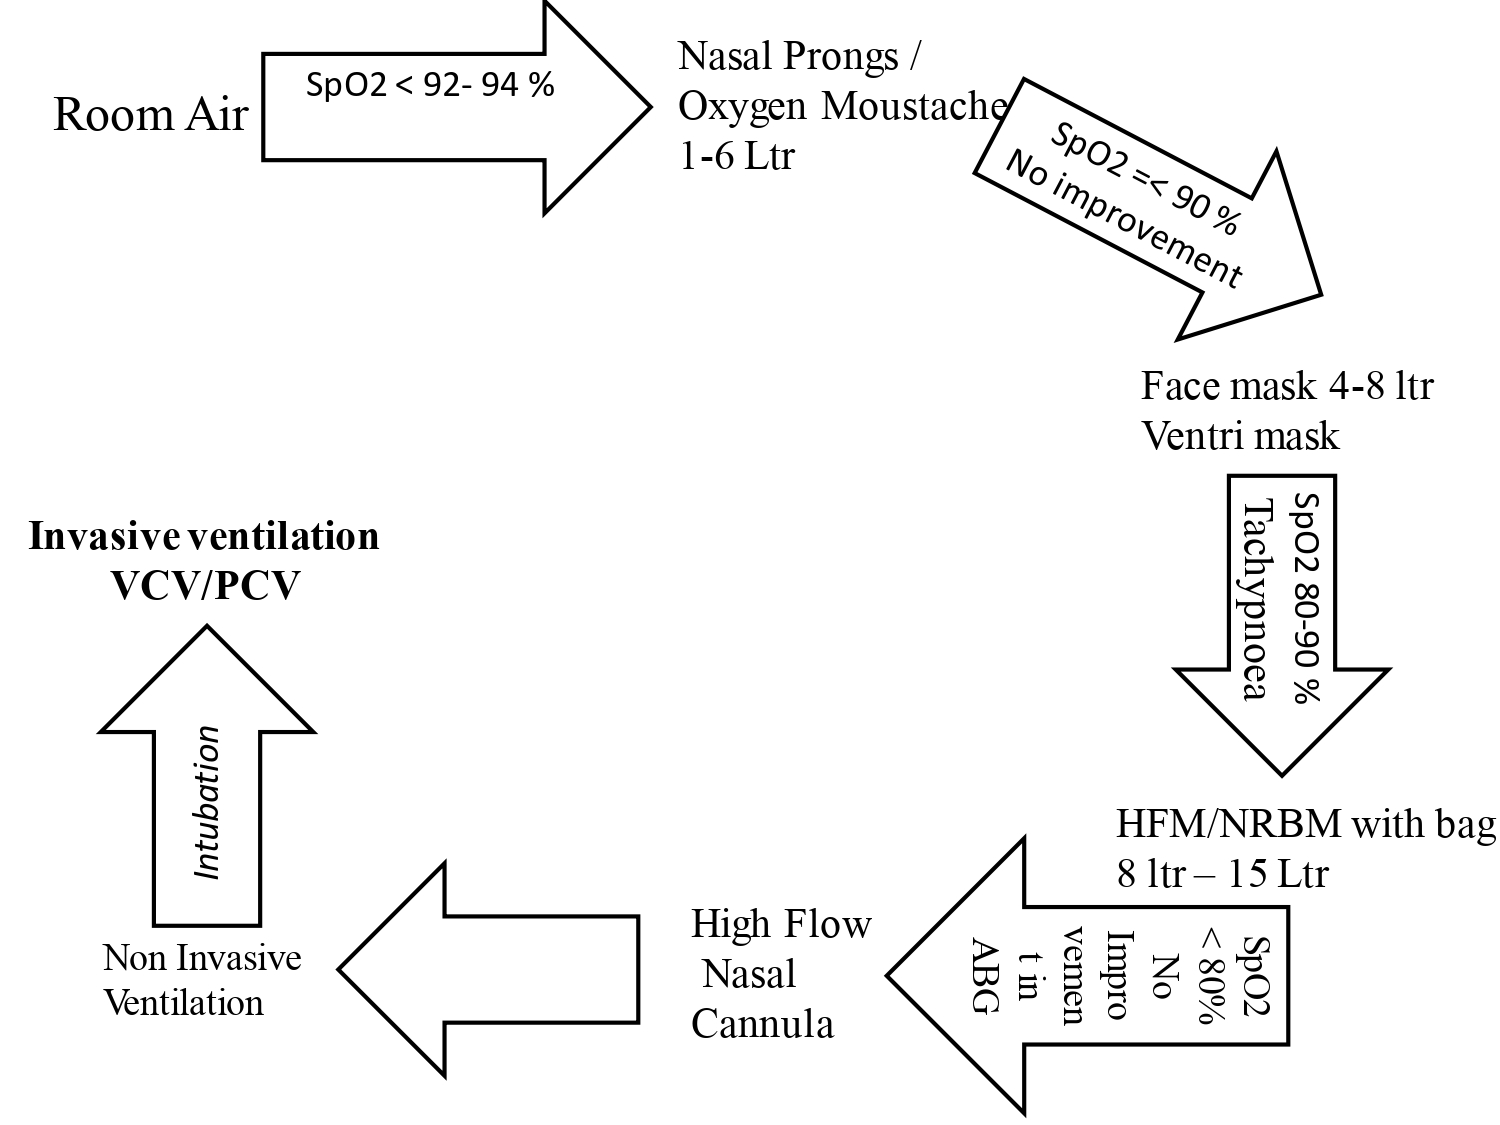 Room Air
SpO2 < 92- 94 %
Nasal Prongs /
Oxygen Moustache
1-6 Ltr
SpO2 =< 90 %
No improvement
Face mask 4-8 ltr
Ventri mask
SpO2 80-90 %
Tachypnoea
HFM/NRBM with bag
8 ltr – 15 Ltr
SpO2
< 80%
No
Impro
vemen
t in
ABG
High Flow
Nasal
Cannula
Non Invasive
Ventilation
Intubation
Invasive ventilation
VCV/PCV